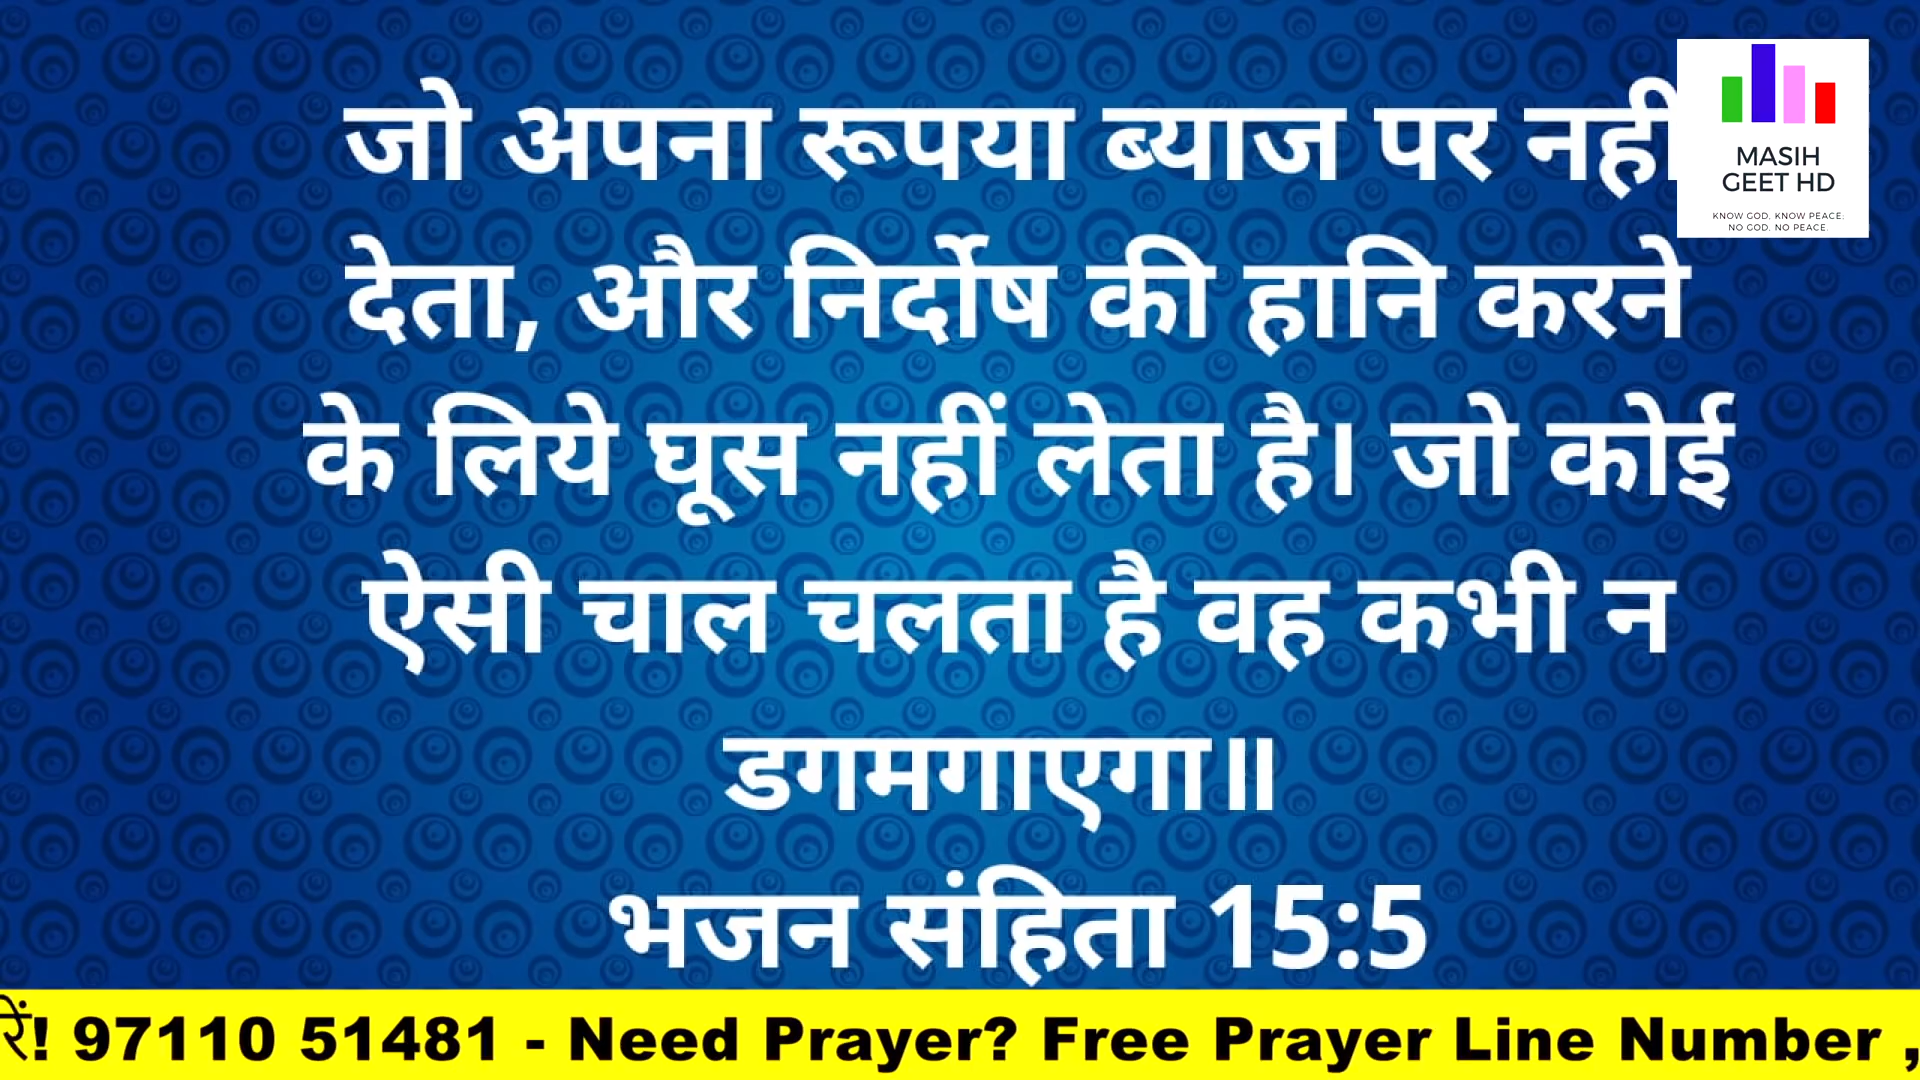 जो अपना रूपया ब्याज पर नहीं
देता, और निर्दोष की हानि करने
के लिये घूस नहीं लेता है। जो कोई
ऐसी चाल चलता है वह कभी न
डगमगाएगा॥
भजन संहिता 15:5
MASIH
GEET HD
KNOW GOD. KNOW PEACE.
NO GOD. NO PEACE.
रें! 97110 51481 - Need Prayer? Free Prayer Line Number ,